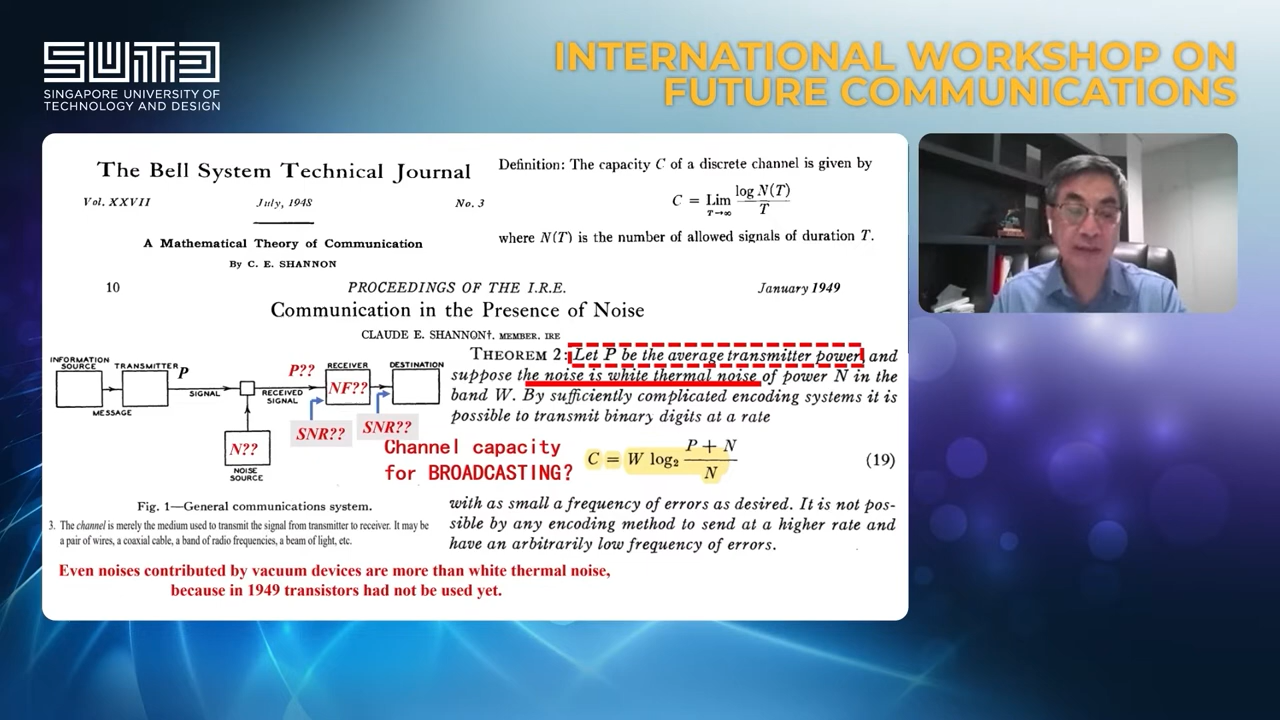 SUTD
SINGAPORE UNIVERSITY OF
TECHNOLOGY AND DESIGN
INTERNATIONAL WORKSHOP ON
FUTURE COMMUNICATIONS
The Bell System Technical Journal
Vol. XXVII
July, 1948
No. 3
A Mathematical Theory of Communication
By C. E. SHANNON
Definition: The capacity C of a discrete channel is given by
C = Lim T→∞ log N(T) / T
where N(T) is the number of allowed signals of duration T.
10
PROCEEDINGS OF THE I.R.E.
January 1949
Communication in the Presence of Noise
CLAUDE E. SHANNON†, MEMBER, IRE
INFORMATION
SOURCE
TRANSMITTER
P
SIGNAL
MESSAGE
P??
RECEIVED
SIGNAL
RECEIVER
NF??
DESTINATION
SNR??
SNR??
N??
NOISE
SOURCE
Fig. 1—General communications system.
3. The channel is merely the medium used to transmit the signal from transmitter to receiver. It may be
a pair of wires, a coaxial cable, a band of radio frequencies, a beam of light, etc.
THEOREM 2: Let P be the average transmitter power, and
suppose the noise is white thermal noise of power N in the
band W. By sufficiently complicated encoding systems it is
possible to transmit binary digits at a rate
Channel capacity
for BROADCASTING?
C = W log₂ P + N / N
(19)
with as small a frequency of errors as desired. It is not pos-
sible by any encoding method to send at a higher rate and
have an arbitrarily low frequency of errors.
Even noises contributed by vacuum devices are more than white thermal noise,
because in 1949 transistors had not be used yet.